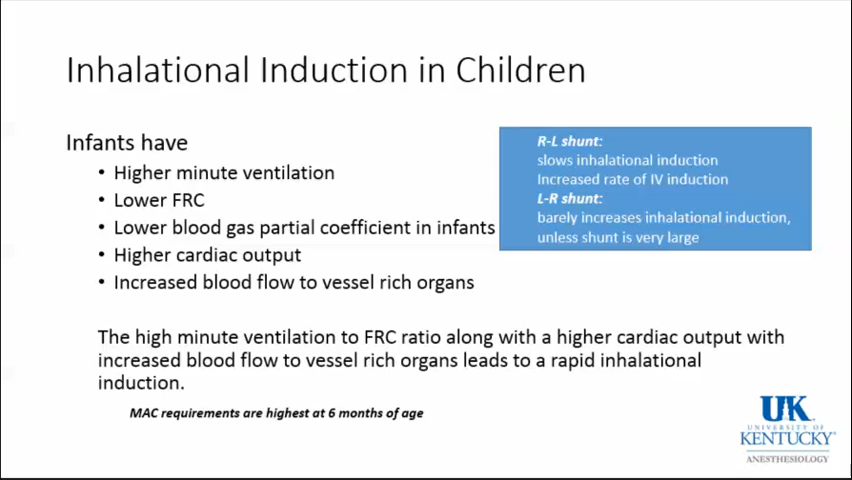 Inhalational Induction in Children
Infants have
• Higher minute ventilation
• Lower FRC
• Lower blood gas partial coefficient in infants
• Higher cardiac output
• Increased blood flow to vessel rich organs
R-L shunt:
slows inhalational induction
Increased rate of IV induction
L-R shunt:
barely increases inhalational induction,
unless shunt is very large
The high minute ventilation to FRC ratio along with a higher cardiac output with
increased blood flow to vessel rich organs leads to a rapid inhalational
induction.
MAC requirements are highest at 6 months of age
UK
UNIVERSITY OF
KENTUCKY
ANESTHESIOLOGY